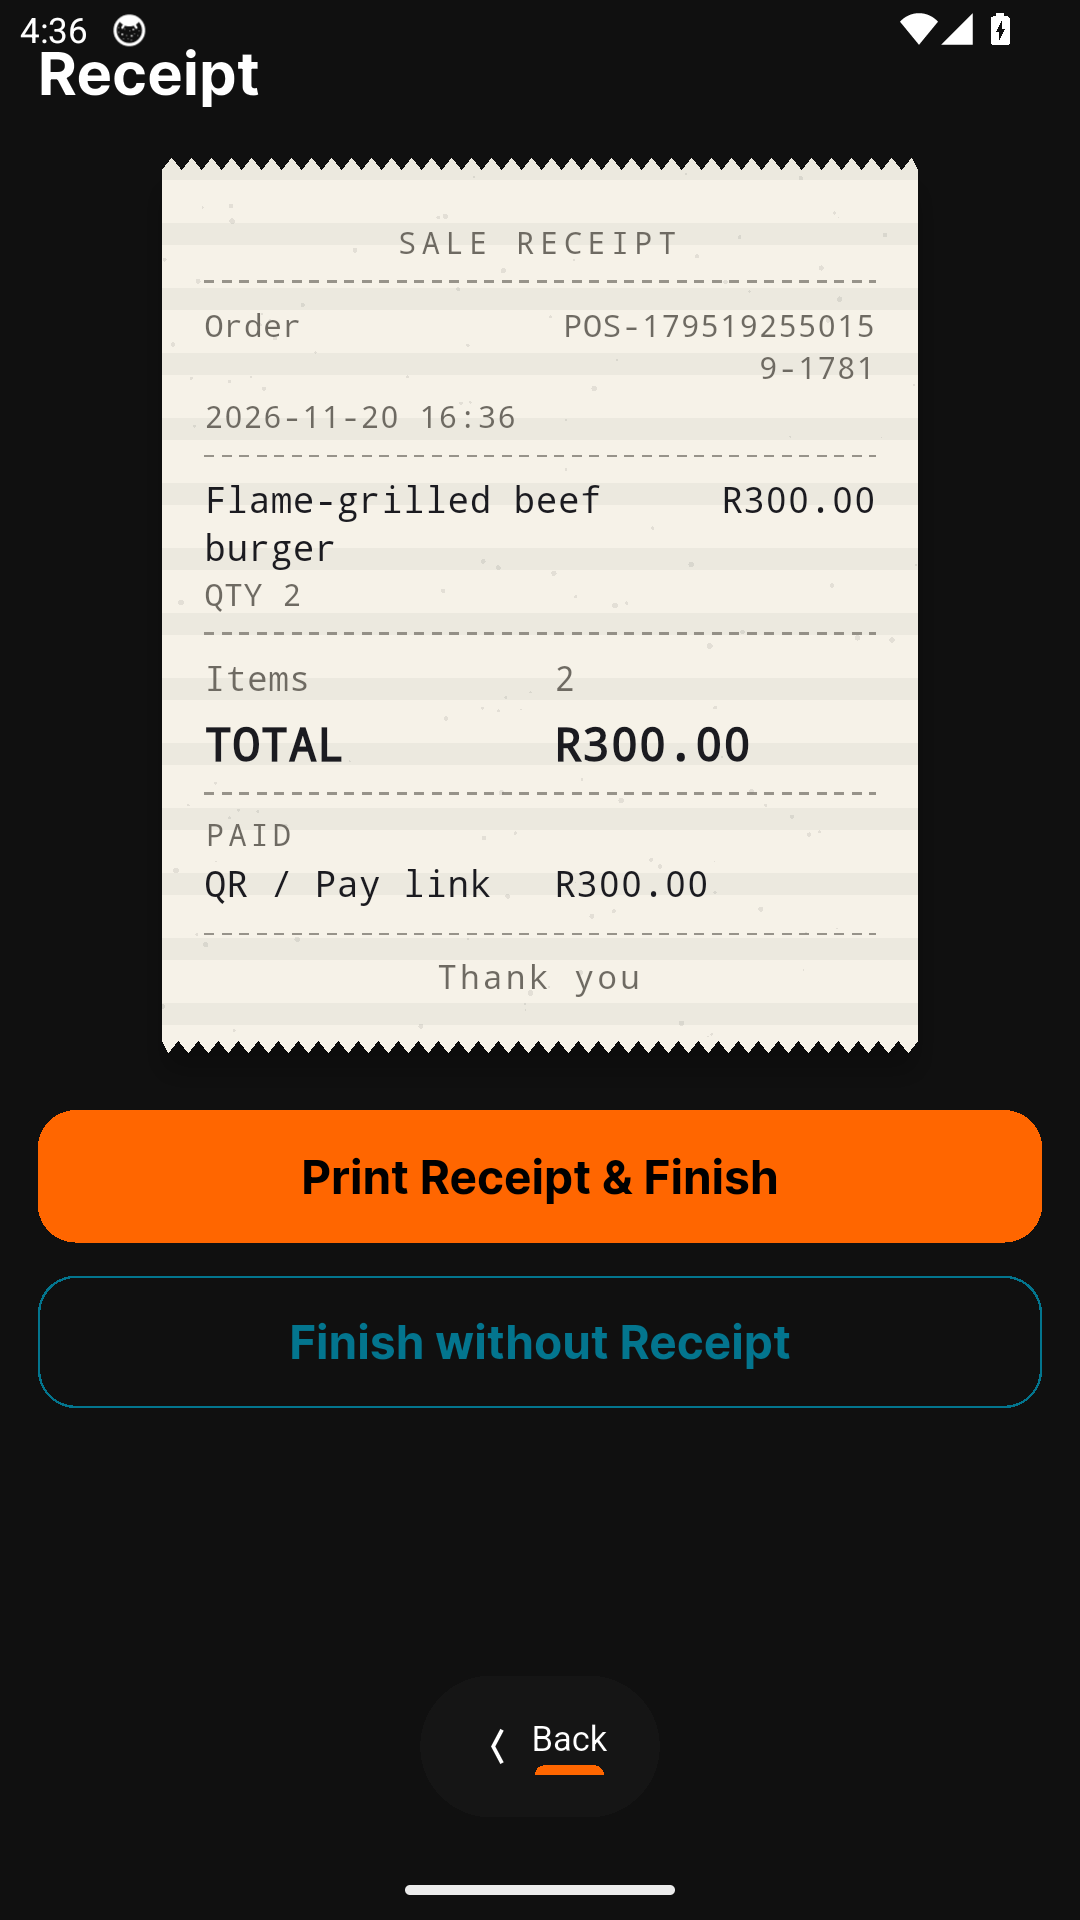 4:36
Receipt
SALE RECEIPT
Order POS-179519255015
9-1781
2026-11-20 16:36
Flame-grilled beef R300.00
burger
QTY 2
Items 2
TOTAL R300.00
PAID
QR / Pay link R300.00
Thank you
Print Receipt & Finish
Finish without Receipt
Back